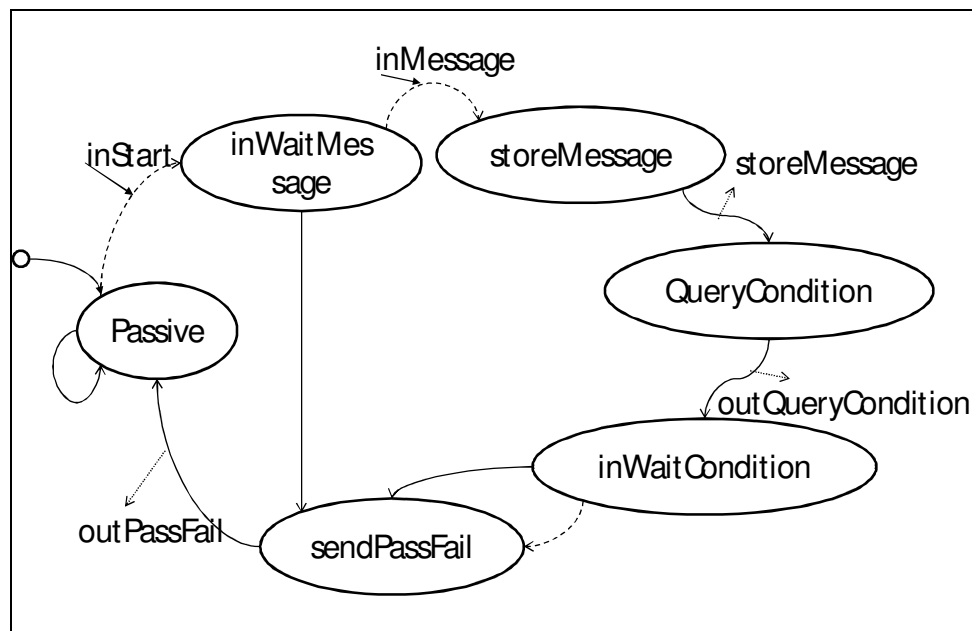 inMessage
inStart
inWaitMes
sage
storeMessage
storeMessage
QueryCondition
Passive
outQueryCondition
inWaitCondition
outPassFail
sendPassFail